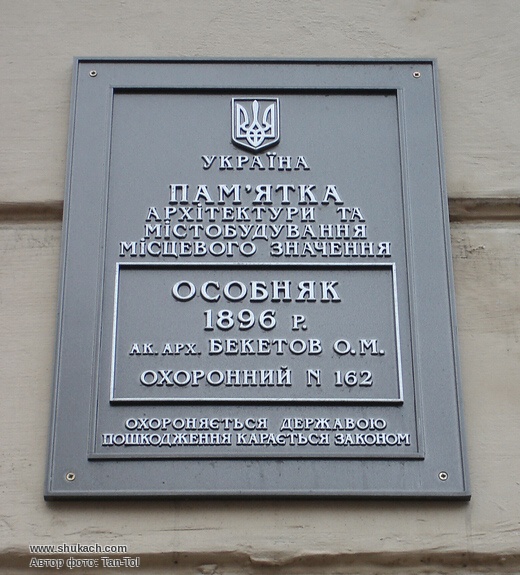 УКРАЇНА
ПАМ'ЯТКА
АРХІТЕКТУРИ ТА
МІСТОБУДУВАННЯ
МІСЦЕВОГО ЗНАЧЕННЯ
ОСОБНЯК
1896 Р.
АК. АРХ. БЕКЕТОВ О.М.
ОХОРОННИЙ N 162
ОХОРОНЯЄТЬСЯ ДЕРЖАВОЮ
ПОШКОДЖЕННЯ КАРАЄТЬСЯ ЗАКОНОМ
www.shukach.com
Автор фото: Tan-Tol